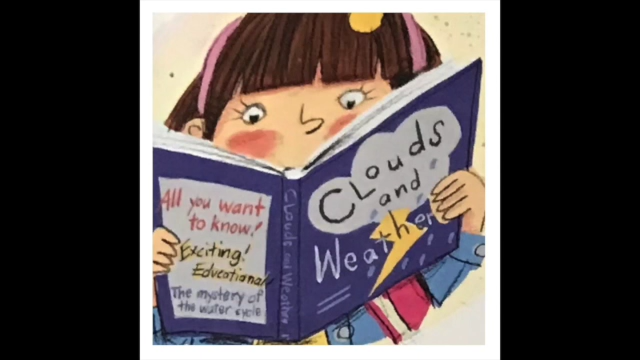 All you want
to know!
Exciting!
Educational!
The mystery of
the water cycle
Clouds and Weather
Clouds
and
Weather